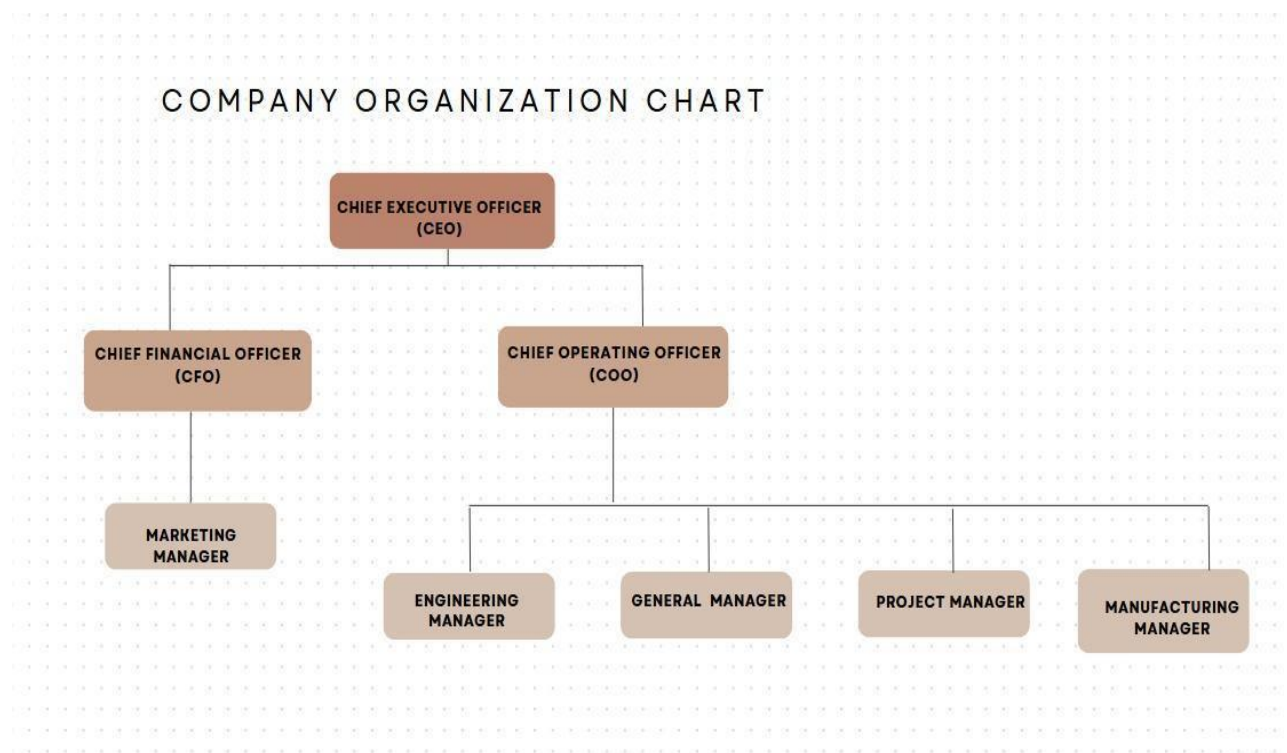 COMPANY ORGANIZATION CHART
CHIEF EXECUTIVE OFFICER
(CEO)
CHIEF FINANCIAL OFFICER
(CFO)
CHIEF OPERATING OFFICER
(COO)
MARKETING
MANAGER
ENGINEERING
MANAGER
GENERAL MANAGER
PROJECT MANAGER
MANUFACTURING
MANAGER